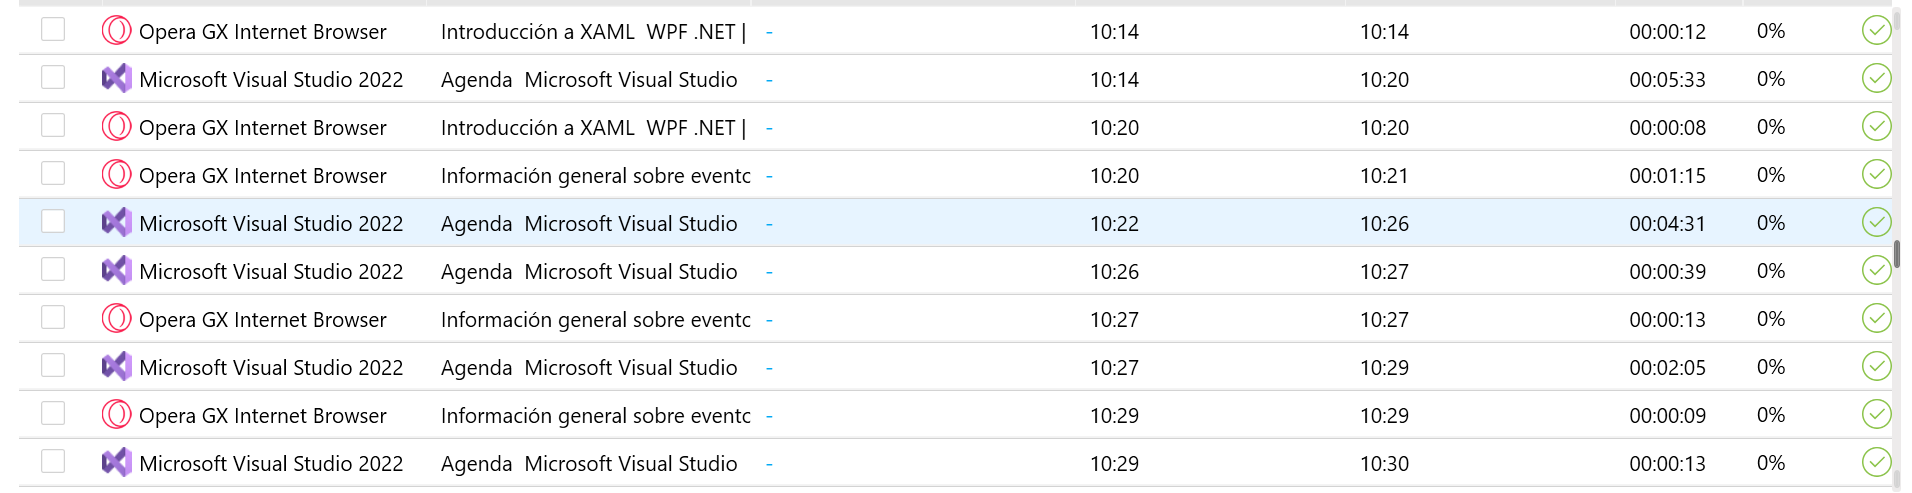 Opera GX Internet Browser Introducción a XAML  WPF .NET | - 10:14 10:14 00:00:12 0%
Microsoft Visual Studio 2022 Agenda  Microsoft Visual Studio - 10:14 10:20 00:05:33 0%
Opera GX Internet Browser Introducción a XAML  WPF .NET | - 10:20 10:20 00:00:08 0%
Opera GX Internet Browser Información general sobre evento - 10:20 10:21 00:01:15 0%
Microsoft Visual Studio 2022 Agenda  Microsoft Visual Studio - 10:22 10:26 00:04:31 0%
Microsoft Visual Studio 2022 Agenda  Microsoft Visual Studio - 10:26 10:27 00:00:39 0%
Opera GX Internet Browser Información general sobre evento - 10:27 10:27 00:00:13 0%
Microsoft Visual Studio 2022 Agenda  Microsoft Visual Studio - 10:27 10:29 00:02:05 0%
Opera GX Internet Browser Información general sobre evento - 10:29 10:29 00:00:09 0%
Microsoft Visual Studio 2022 Agenda  Microsoft Visual Studio - 10:29 10:30 00:00:13 0%